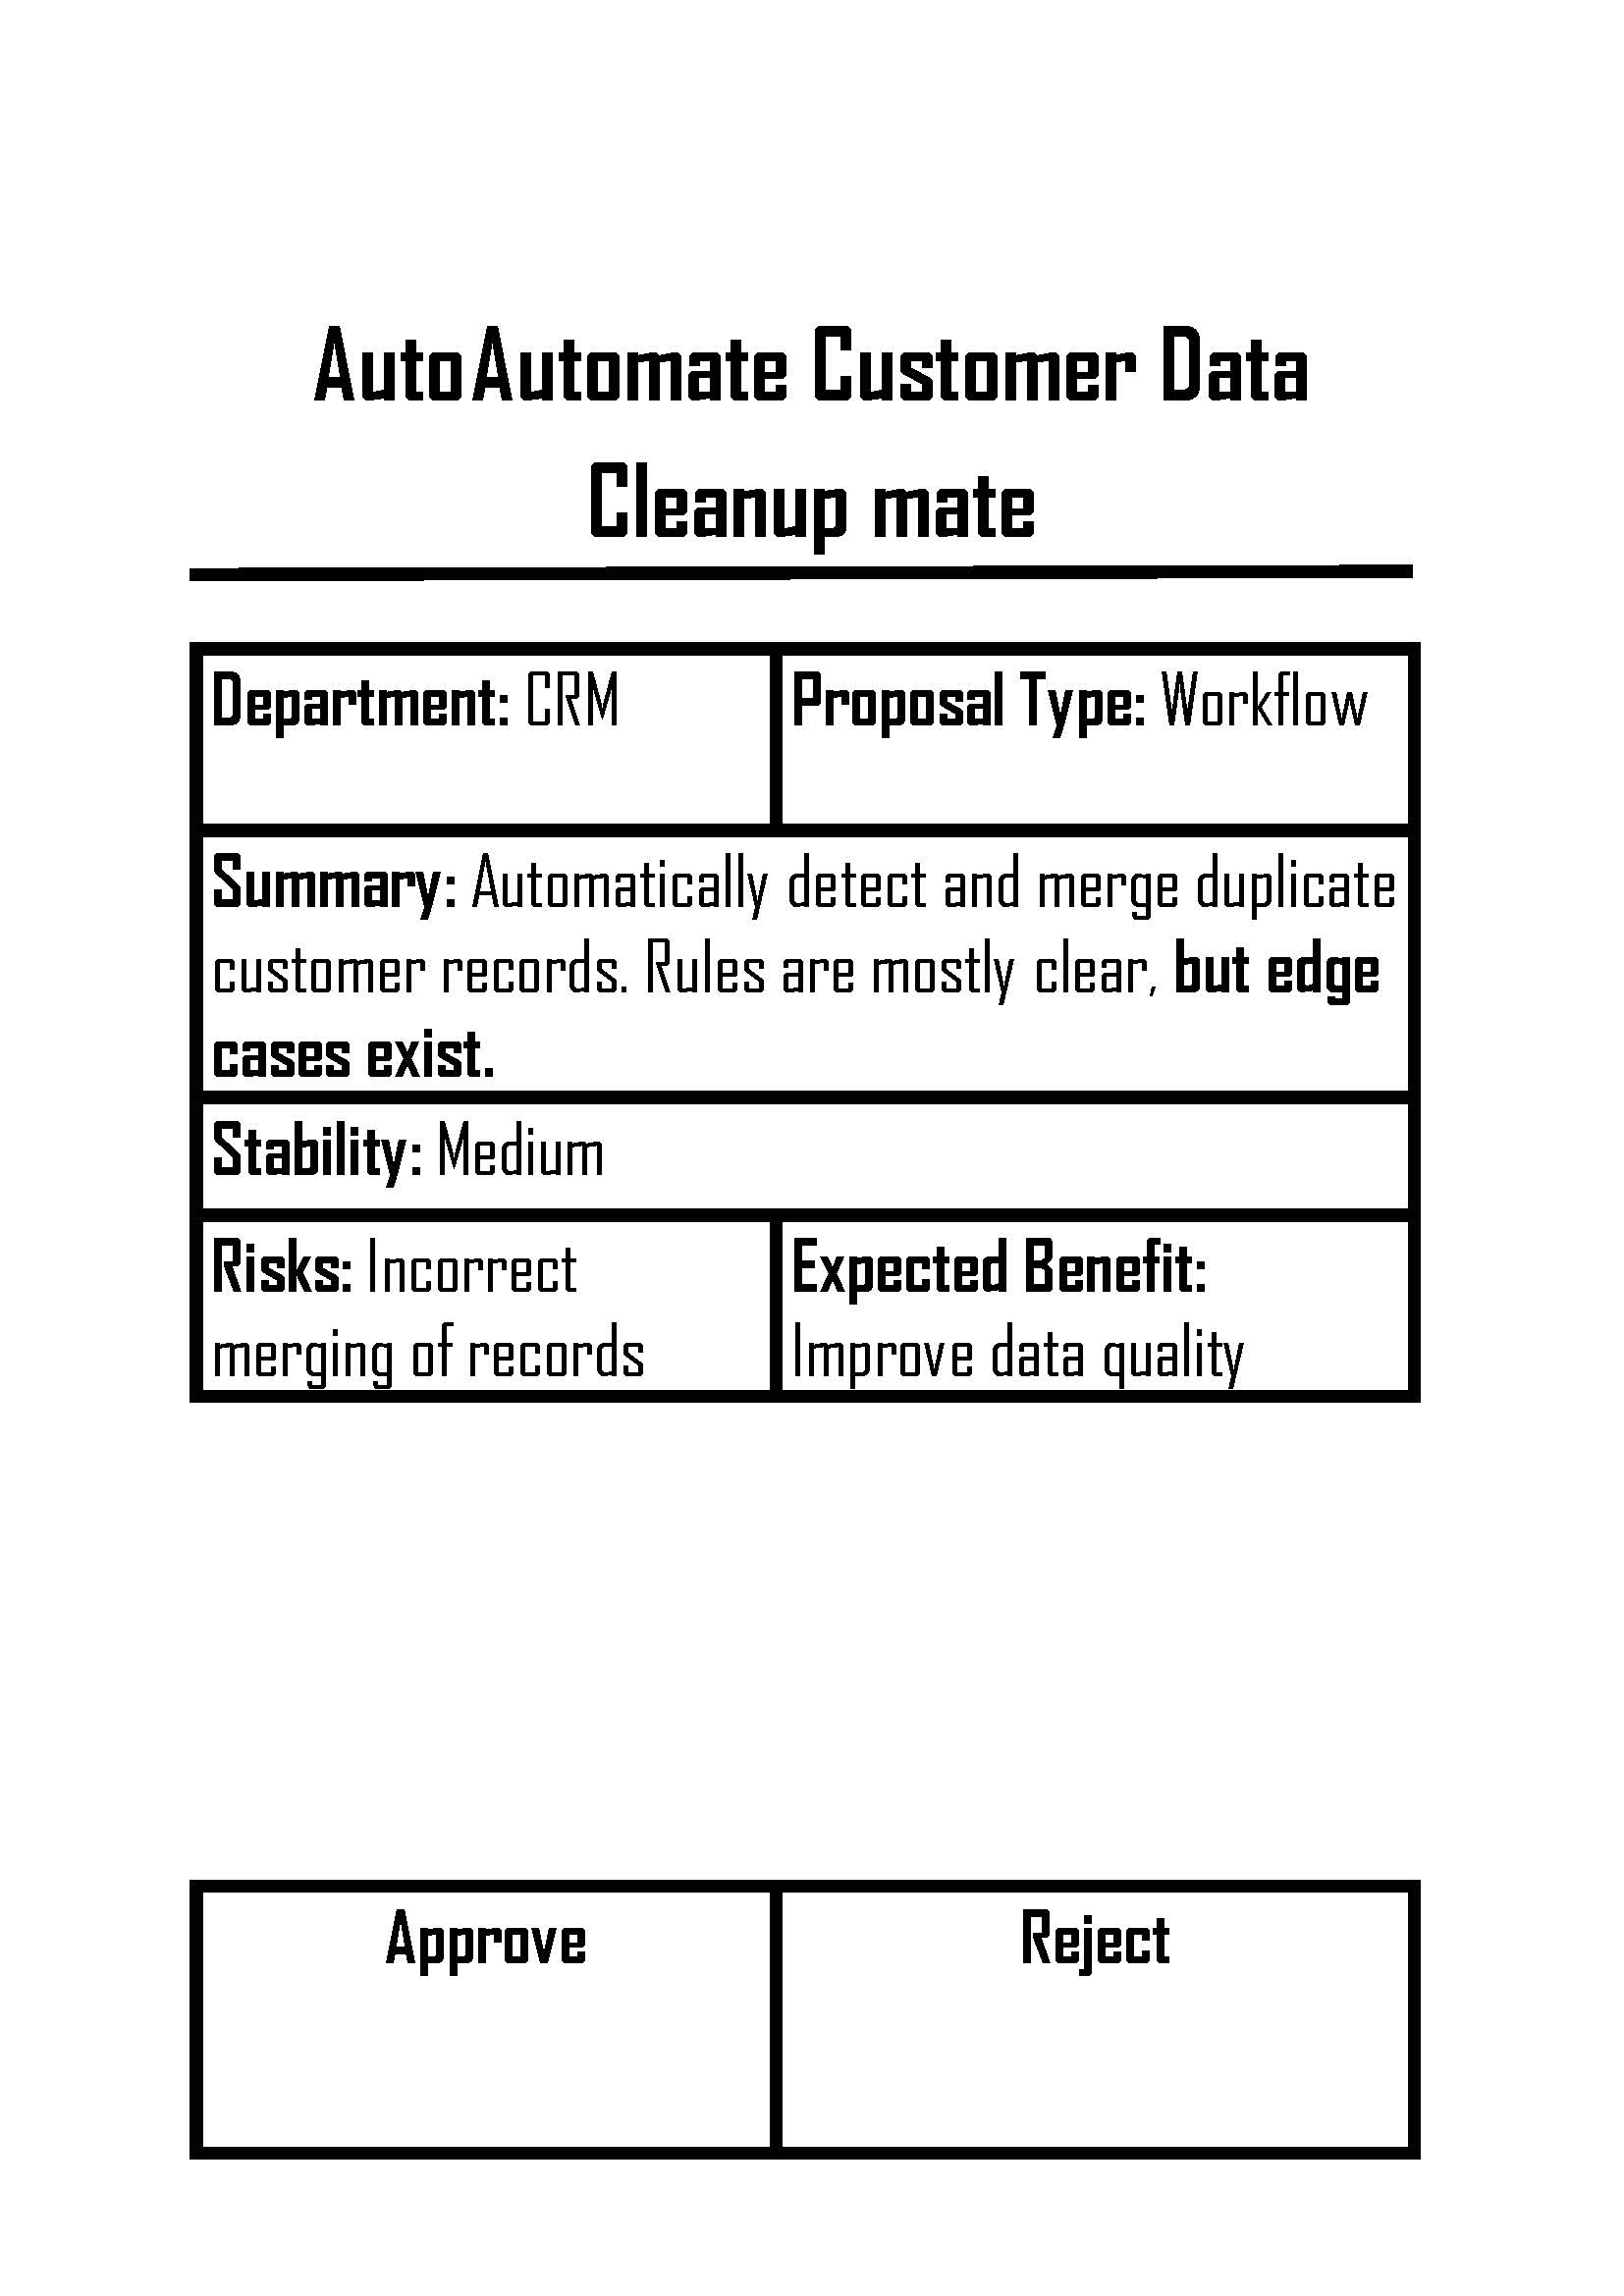 AutoAutomate Customer Data
Cleanup mate
Department: CRM
Proposal Type: Workflow
Summary: Automatically detect and merge duplicate
customer records. Rules are mostly clear, but edge
cases exist.
Stability: Medium
Risks: Incorrect
merging of records
Expected Benefit:
Improve data quality
Approve
Reject